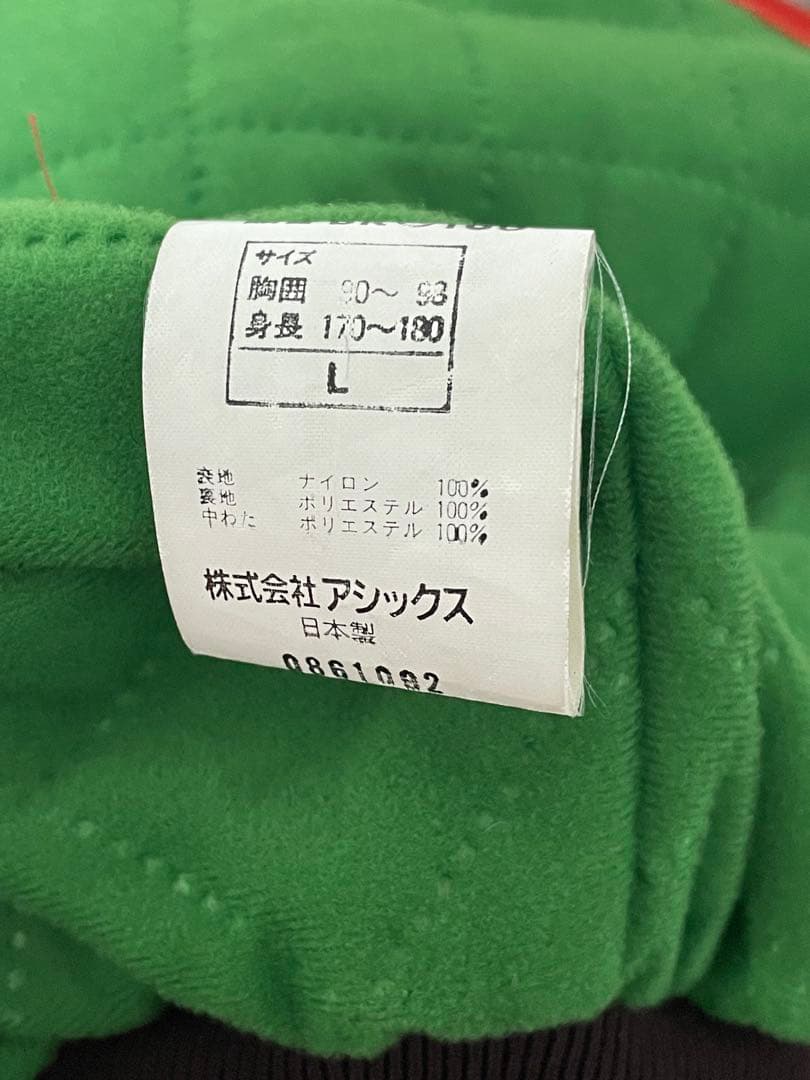 サイズ
胸囲 90～ 98
身長 170～180
L
表地 ナイロン 100%
裏地 ポリエステル 100%
中わた ポリエステル 100%
株式会社アシックス
日本製
0861092